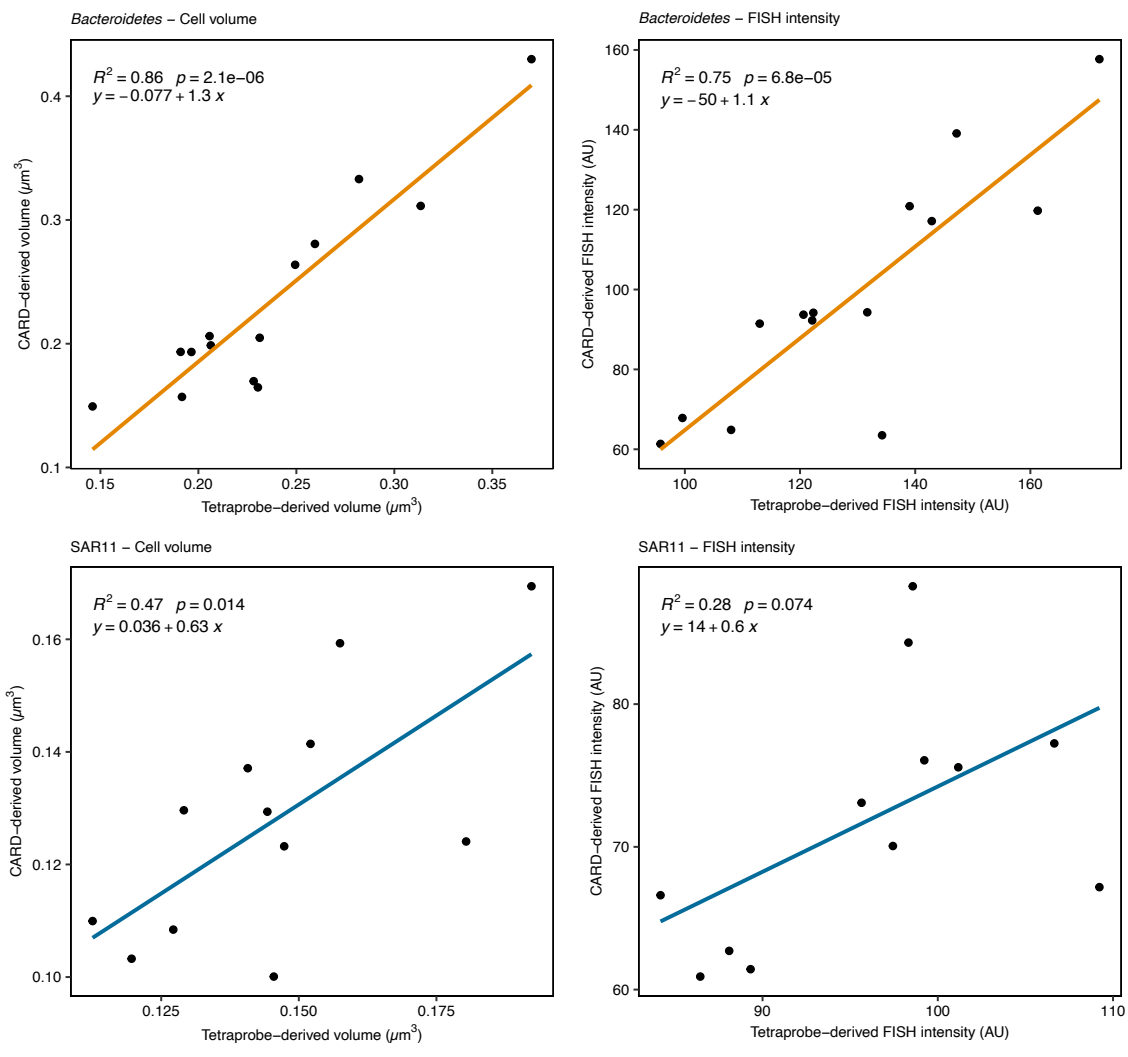 Bacteroidetes − Cell volume
R² = 0.86 p = 2.1e−06
y = −0.077 + 1.3 x
CARD−derived volume (µm³)
0.4
0.3
0.2
0.1
0.15 0.20 0.25 0.30 0.35
Tetraprobe−derived volume (µm³)
Bacteroidetes − FISH intensity
R² = 0.75 p = 6.8e−05
y = −50 + 1.1 x
CARD−derived FISH intensity (AU)
160
140
120
100
80
60
100 120 140 160
Tetraprobe−derived FISH intensity (AU)
SAR11 − Cell volume
R² = 0.47 p = 0.014
y = 0.036 + 0.63 x
CARD−derived volume (µm³)
0.16
0.14
0.12
0.10
0.125 0.150 0.175
Tetraprobe−derived volume (µm³)
SAR11 − FISH intensity
R² = 0.28 p = 0.074
y = 14 + 0.6 x
CARD−derived FISH intensity (AU)
80
70
60
90 100 110
Tetraprobe−derived FISH intensity (AU)